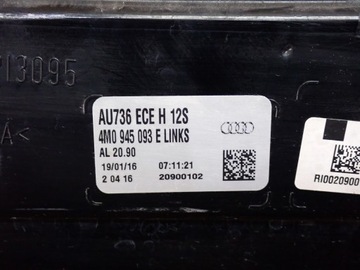 13095
A<
AU736 ECE H 12S
4M0 945 093 E LINKS
AL 20.90
19/01/16 07:11:21
2 04 16 20900102
RI0020900